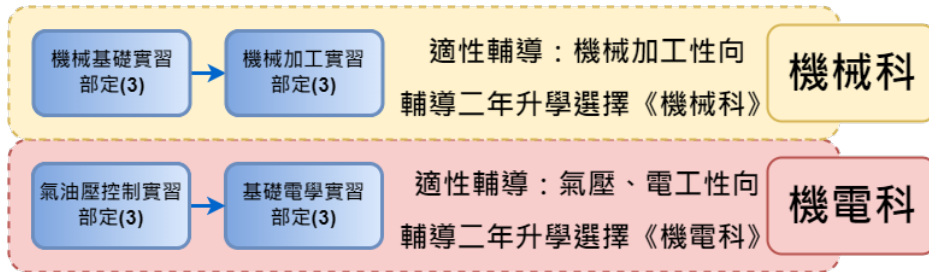 機械基礎實習
部定(3)
機械加工實習
部定(3)
適性輔導：機械加工性向
輔導二年升學選擇《機械科》
機械科
氣油壓控制實習
部定(3)
基礎電學實習
部定(3)
適性輔導：氣壓、電工性向
輔導二年升學選擇《機電科》
機電科